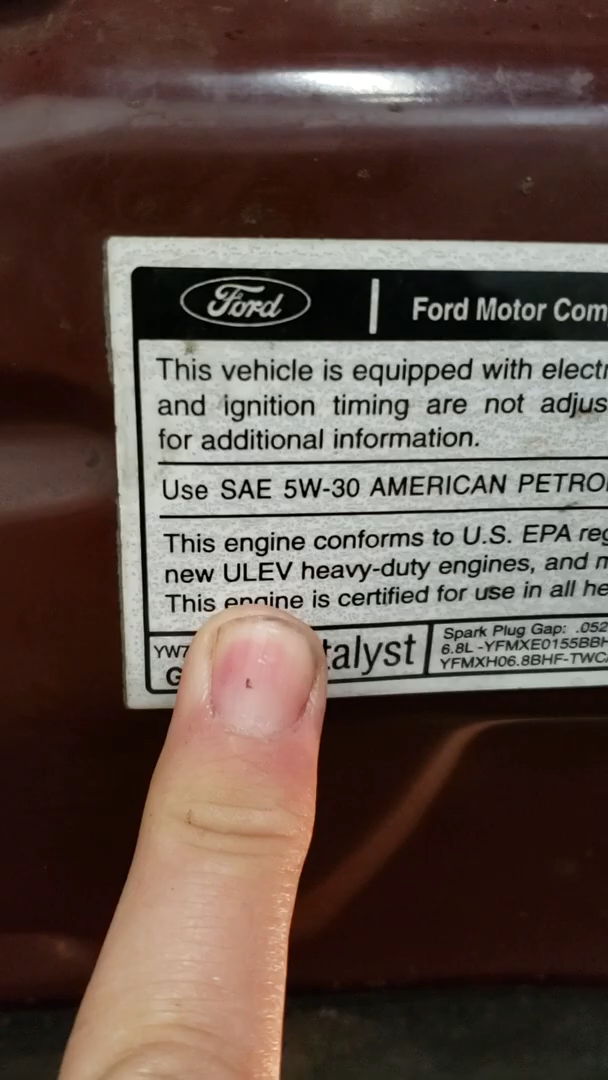 Ford
Ford Motor Com
This vehicle is equipped with electr
and ignition timing are not adjus
for additional information.
Use SAE 5W-30 AMERICAN PETRO
This engine conforms to U.S. EPA reg
new ULEV heavy-duty engines, and m
This engine is certified for use in all he
YW7
talyst
Spark Plug Gap: .052
6.8L -YFMXE0155BBH
YFMXH06.8BHF-TWC